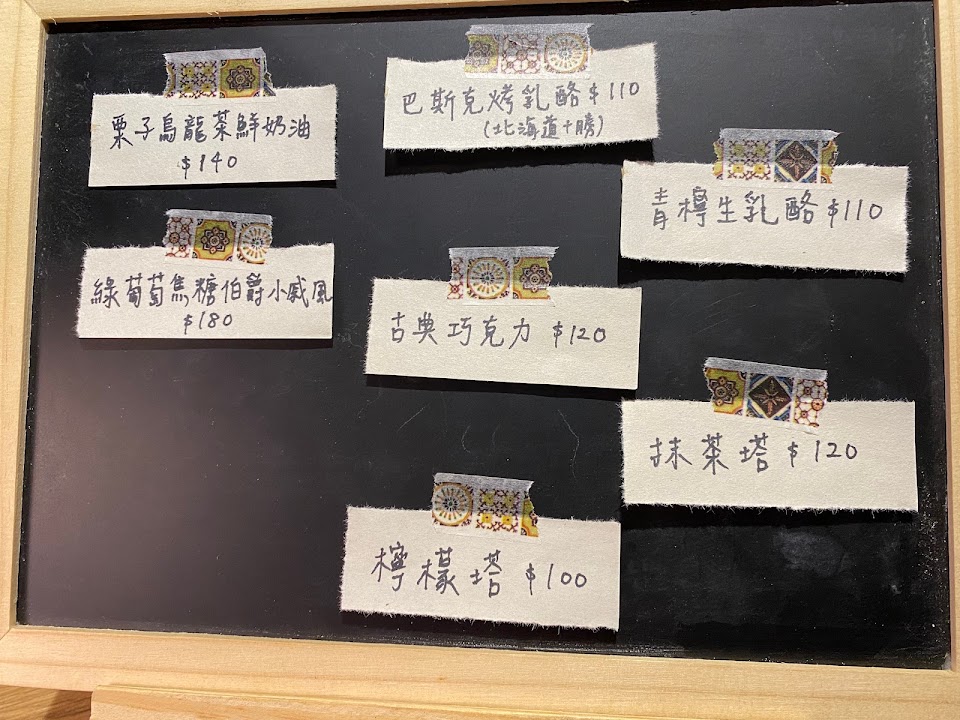 栗子烏龍茶鮮奶油
$140
巴斯克烤乳酪 $110
(北海道十勝)
青檸生乳酪 $110
綠葡萄焦糖伯爵小戚風
$180
古典巧克力 $120
抹茶塔 $120
檸檬塔 $100